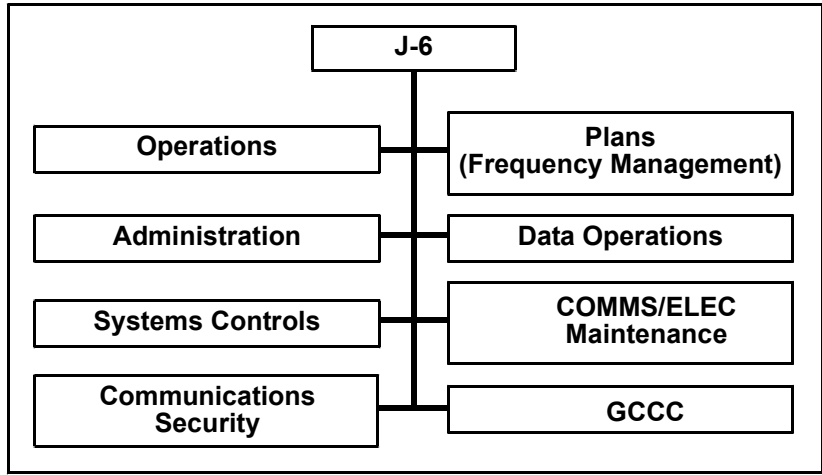 J-6
Operations
Plans
(Frequency Management)
Administration
Data Operations
Systems Controls
COMMS/ELEC
Maintenance
Communications
Security
GCCC